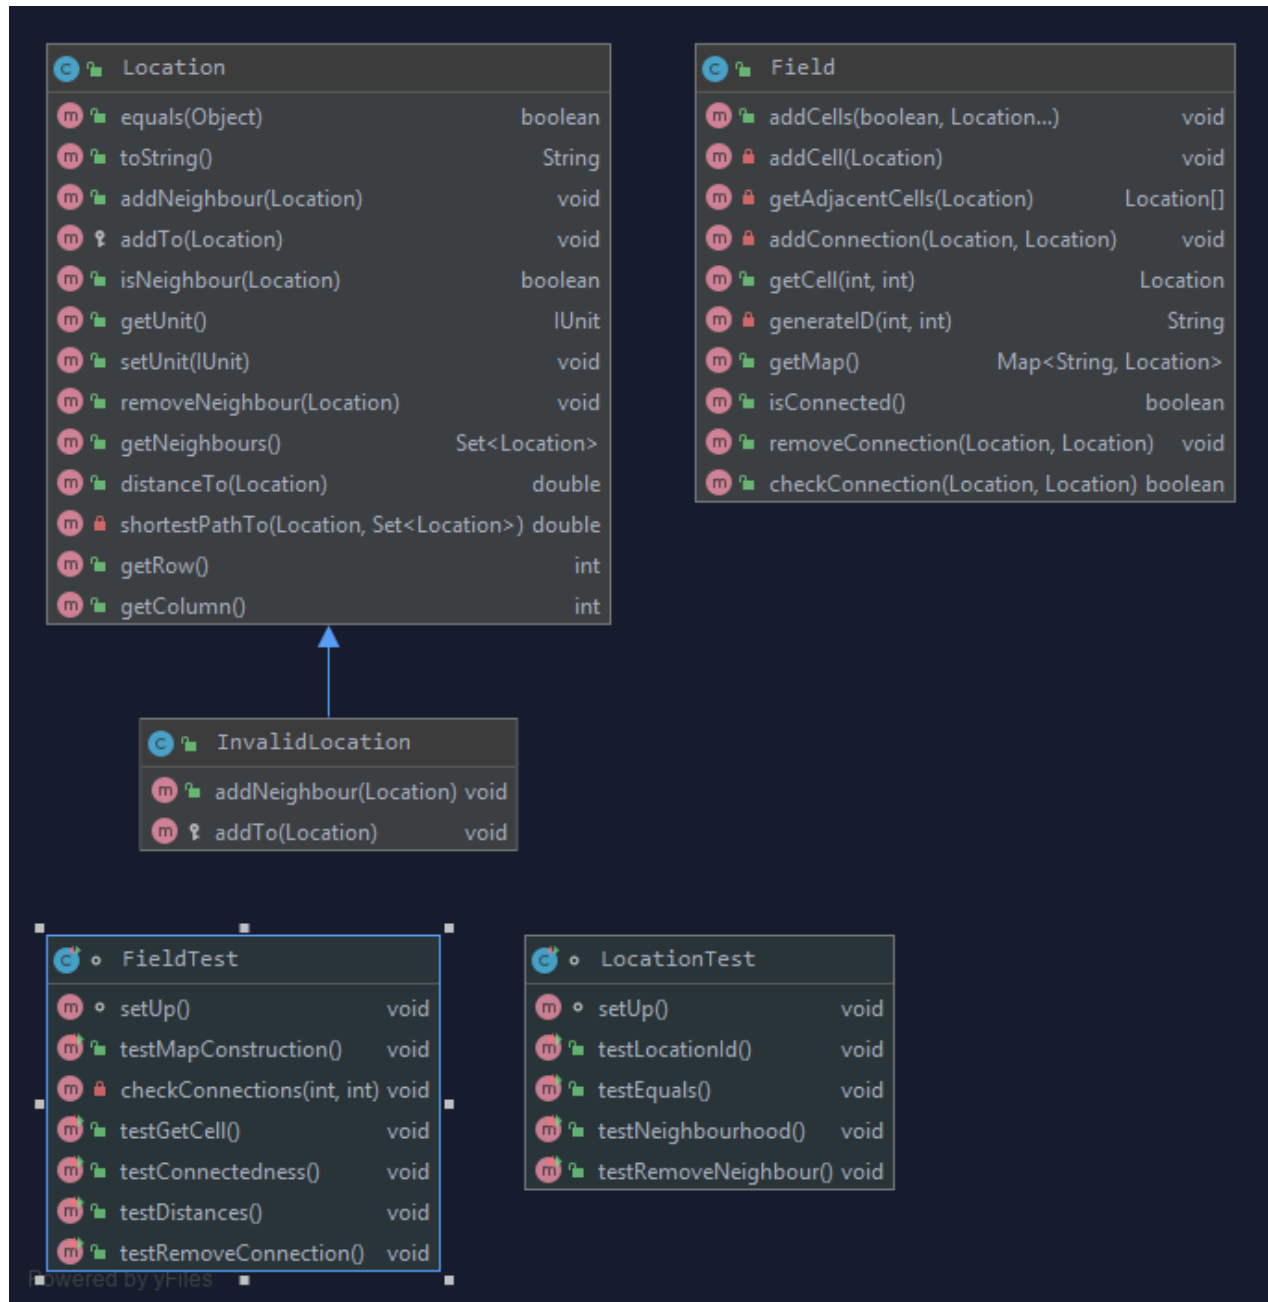 Location
equals(Object) boolean
toString() String
addNeighbour(Location) void
addTo(Location) void
isNeighbour(Location) boolean
getUnit() IUnit
setUnit(IUnit) void
removeNeighbour(Location) void
getNeighbours() Set<Location>
distanceTo(Location) double
shortestPathTo(Location, Set<Location>) double
getRow() int
getColumn() int
Field
addCells(boolean, Location...) void
addCell(Location) void
getAdjacentCells(Location) Location[]
addConnection(Location, Location) void
getCell(int, int) Location
generateID(int, int) String
getMap() Map<String, Location>
isConnected() boolean
removeConnection(Location, Location) void
checkConnection(Location, Location) boolean
InvalidLocation
addNeighbour(Location) void
addTo(Location) void
FieldTest
setUp() void
testMapConstruction() void
checkConnections(int, int) void
testGetCell() void
testConnectedness() void
testDistances() void
testRemoveConnection() void
LocationTest
setUp() void
testLocationId() void
testEquals() void
testNeighbourhood() void
testRemoveNeighbour() void
Powered by yFiles